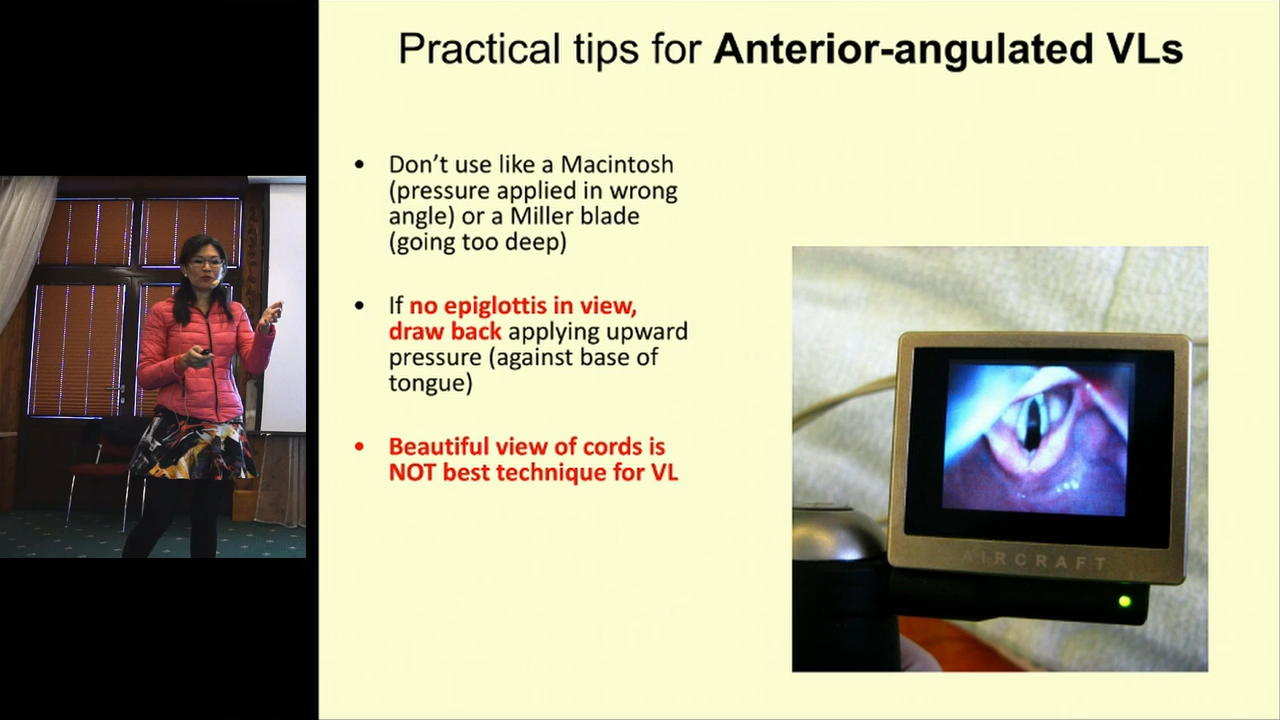 Practical tips for Anterior-angulated VLs
• Don’t use like a Macintosh
(pressure applied in wrong
angle) or a Miller blade
(going too deep)
• If no epiglottis in view,
draw back applying upward
pressure (against base of
tongue)
• Beautiful view of cords is
NOT best technique for VL
AIRCRAFT